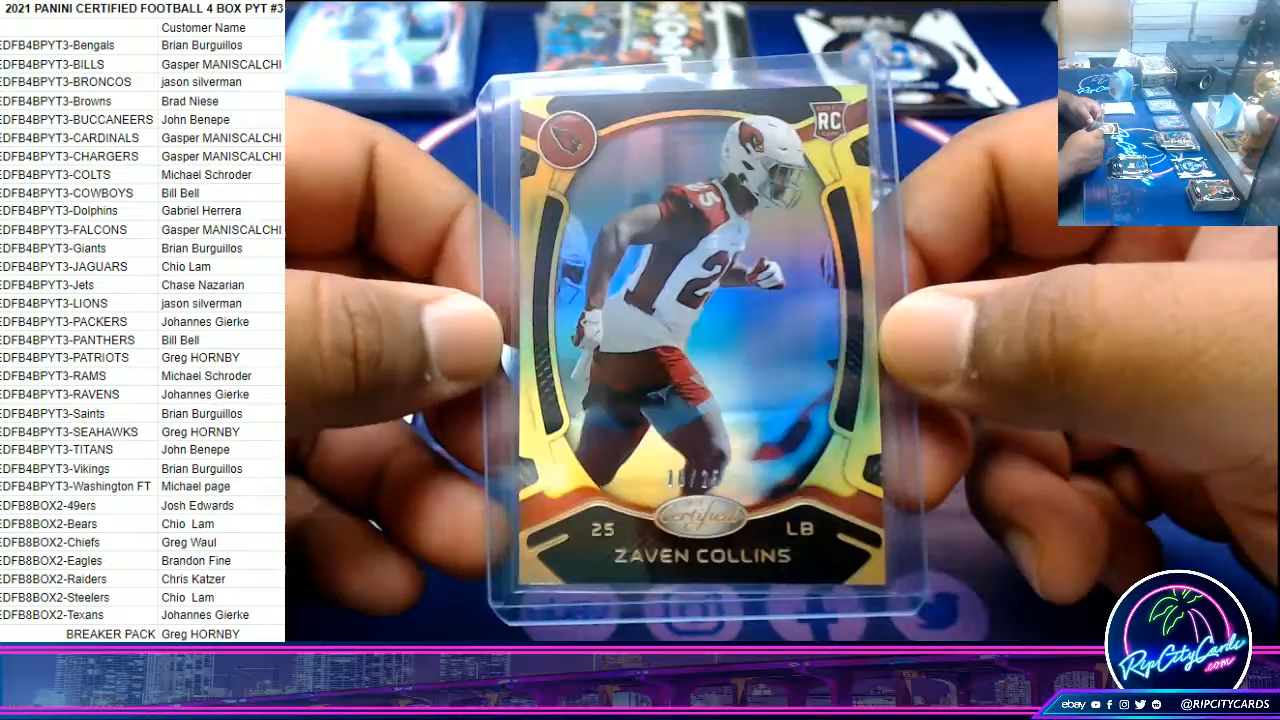 2021 PANINI CERTIFIED FOOTBALL 4 BOX PYT #3
Customer Name
EDFB4BPYT3-Bengals Brian Burguillos
EDFB4BPYT3-BILLS Gasper MANISCALCHI
EDFB4BPYT3-BRONCOS jason silverman
EDFB4BPYT3-Browns Brad Niese
EDFB4BPYT3-BUCCANEERS John Benepe
EDFB4BPYT3-CARDINALS Gasper MANISCALCHI
EDFB4BPYT3-CHARGERS Gasper MANISCALCHI
EDFB4BPYT3-COLTS Michael Schroder
EDFB4BPYT3-COWBOYS Bill Bell
EDFB4BPYT3-Dolphins Gabriel Herrera
EDFB4BPYT3-FALCONS Gasper MANISCALCHI
EDFB4BPYT3-Giants Brian Burguillos
EDFB4BPYT3-JAGUARS Chio Lam
EDFB4BPYT3-Jets Chase Nazarian
EDFB4BPYT3-LIONS jason silverman
EDFB4BPYT3-PACKERS Johannes Gierke
EDFB4BPYT3-PANTHERS Bill Bell
EDFB4BPYT3-PATRIOTS Greg HORNBY
EDFB4BPYT3-RAMS Michael Schroder
EDFB4BPYT3-RAVENS Johannes Gierke
EDFB4BPYT3-Saints Brian Burguillos
EDFB4BPYT3-SEAHAWKS Greg HORNBY
EDFB4BPYT3-TITANS John Benepe
EDFB4BPYT3-Vikings Brian Burguillos
EDFB4BPYT3-Washington FT Michael page
EDFB8BOX2-49ers Josh Edwards
EDFB8BOX2-Bears Chio Lam
EDFB8BOX2-Chiefs Greg Waul
EDFB8BOX2-Eagles Brandon Fine
EDFB8BOX2-Raiders Chris Katzer
EDFB8BOX2-Steelers Chio Lam
EDFB8BOX2-Texans Johannes Gierke
BREAKER PACK Greg HORNBY
RC
25
Certified
LB
ZAVEN COLLINS
RipCityCards
.com
ebay
@RIPCITYCARDS